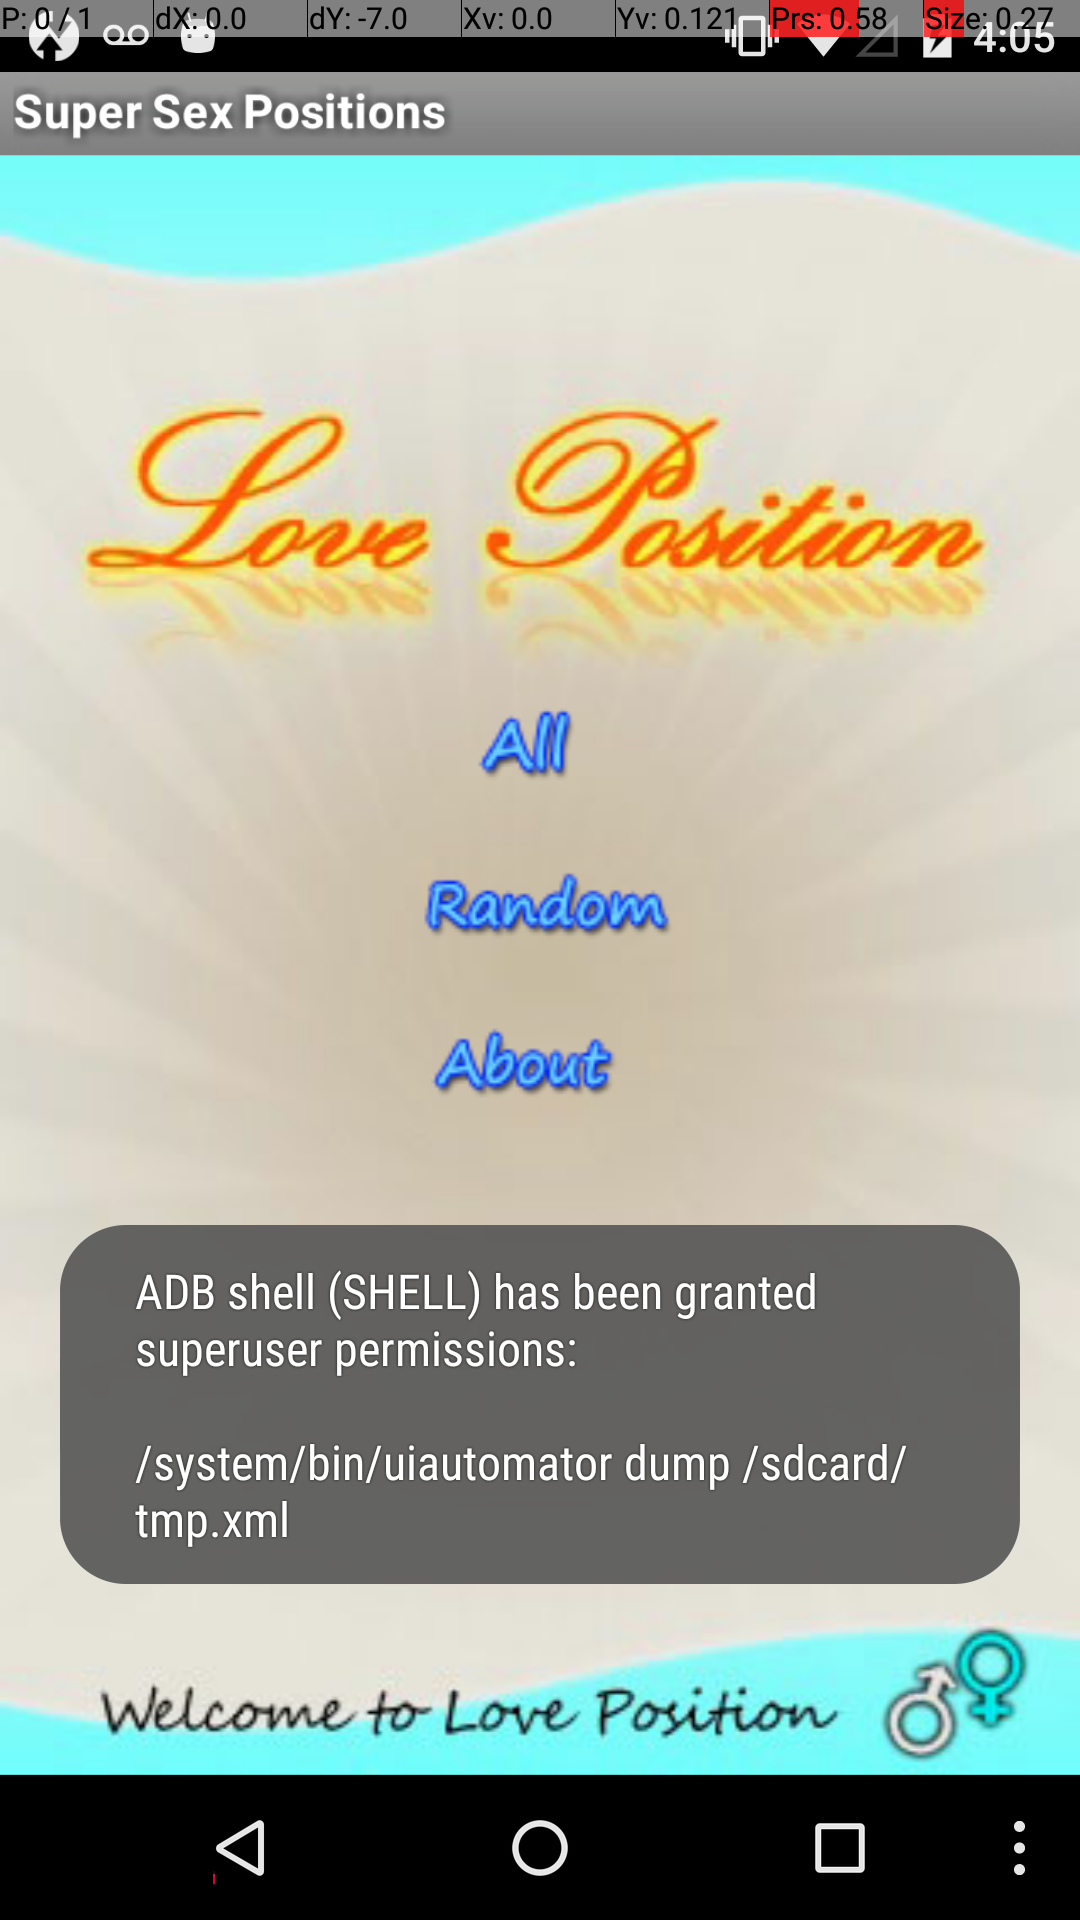 P: 0 / 1 dX: 0.0 dY: -7.0 Xv: 0.0 Yv: 0.121 Prs: 0.58 Size: 0.27
4:05
Super Sex Positions
Love Position
All
Random
About
ADB shell (SHELL) has been granted
superuser permissions:
/system/bin/uiautomator dump /sdcard/
tmp.xml
Welcome to Love Position